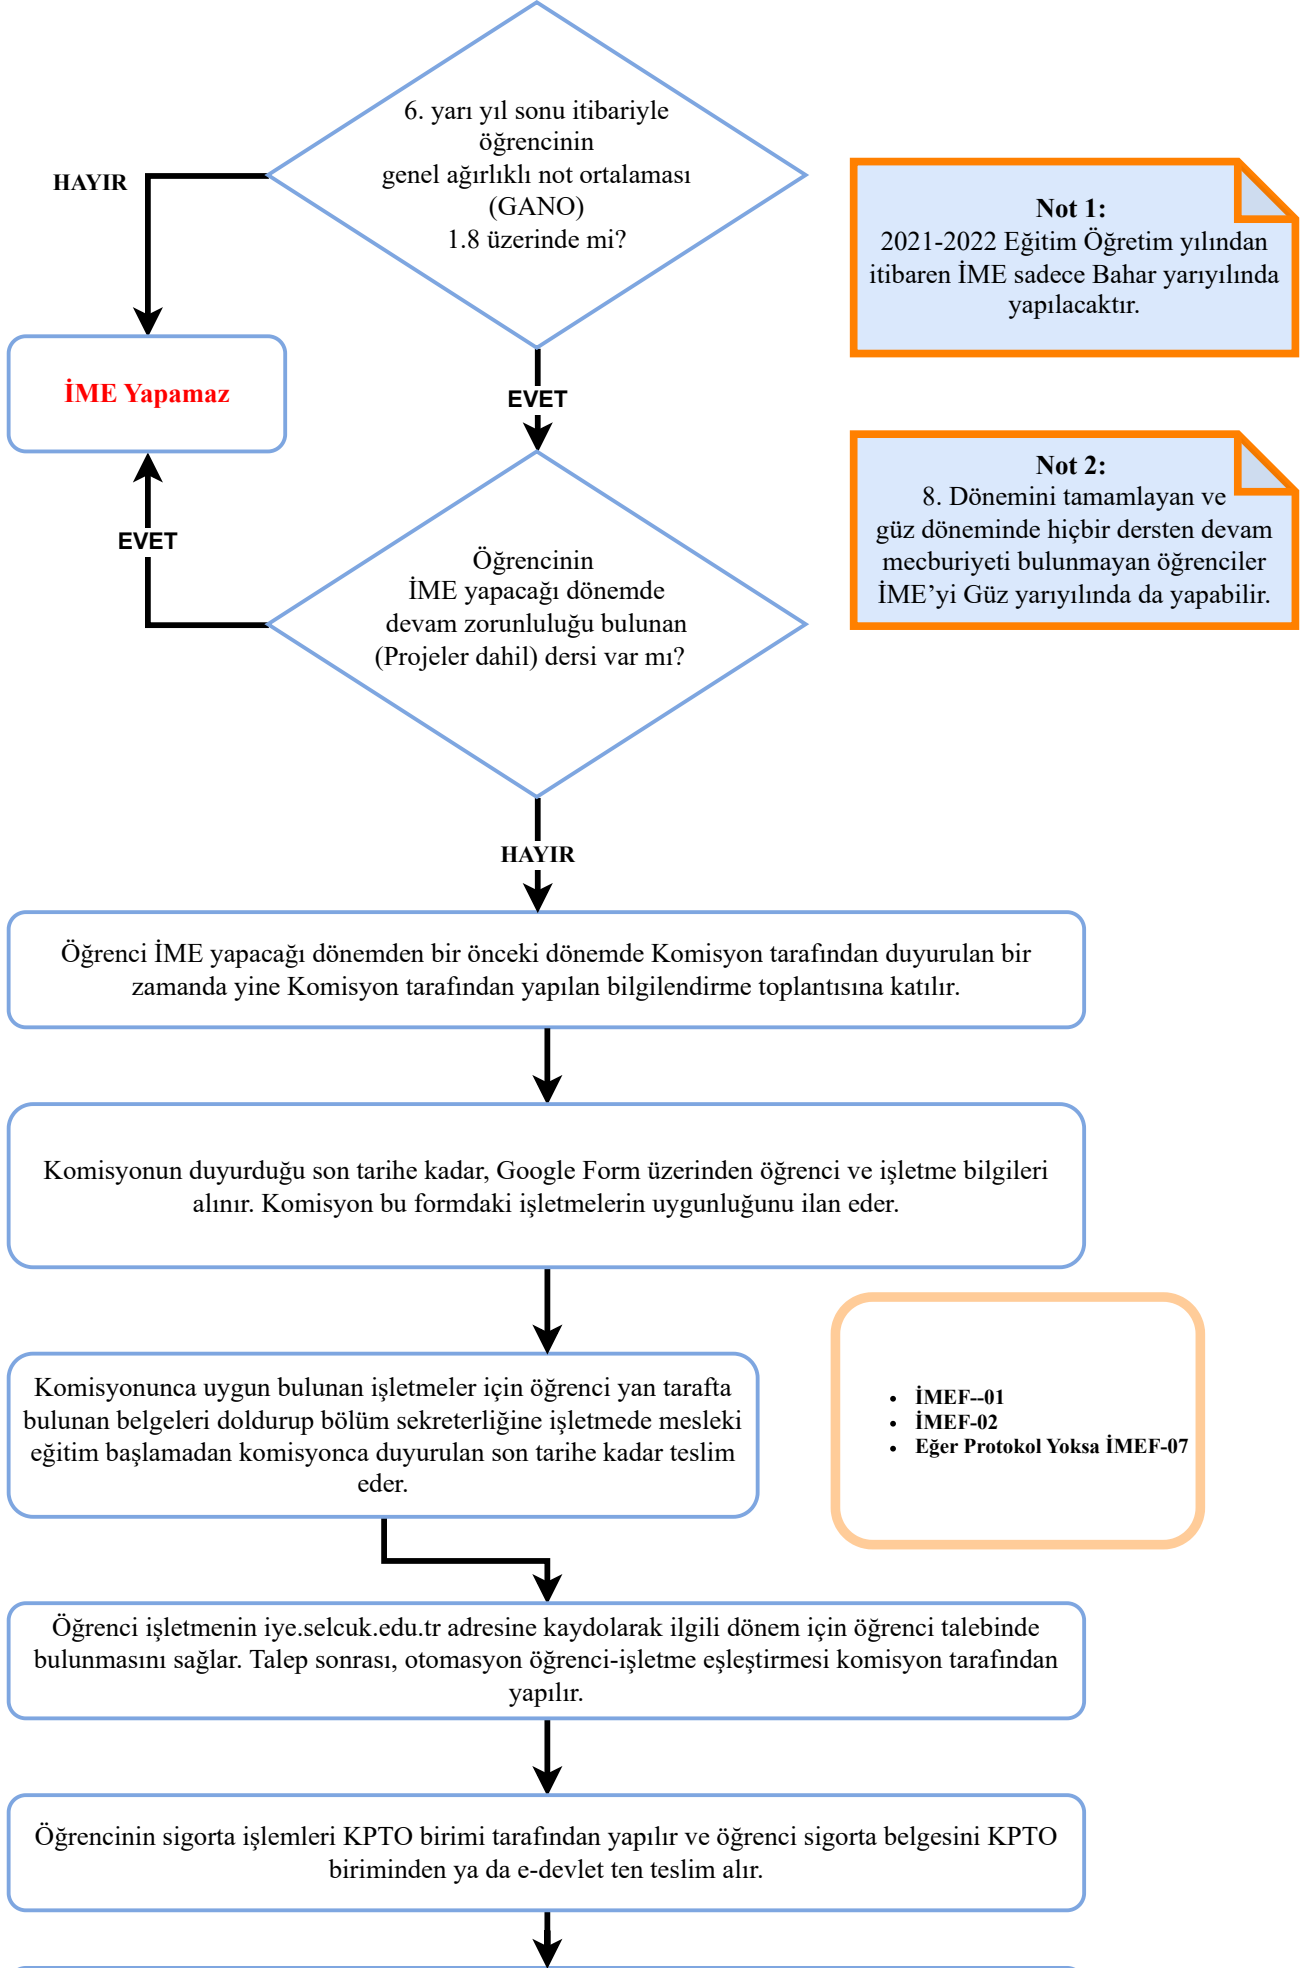 6. yarı yıl sonu itibariyle
öğrencinin
genel ağırlıklı not ortalaması
(GANO)
1.8 üzerinde mi?
HAYIR
Not 1:
2021-2022 Eğitim Öğretim yılından
itibaren İME sadece Bahar yarıyılında
yapılacaktır.
İME Yapamaz
EVET
Not 2:
8. Dönemini tamamlayan ve
güz döneminde hiçbir dersten devam
mecburiyeti bulunmayan öğrenciler
İME’yi Güz yarıyılında da yapabilir.
EVET
Öğrencinin
İME yapacağı dönemde
devam zorunluluğu bulunan
(Projeler dahil) dersi var mı?
HAYIR
Öğrenci İME yapacağı dönemden bir önceki dönemde Komisyon tarafından duyurulan bir
zamanda yine Komisyon tarafından yapılan bilgilendirme toplantısına katılır.
Komisyonun duyurduğu son tarihe kadar, Google Form üzerinden öğrenci ve işletme bilgileri
alınır. Komisyon bu formdaki işletmelerin uygunluğunu ilan eder.
Komisyonunca uygun bulunan işletmeler için öğrenci yan tarafta
bulunan belgeleri doldurup bölüm sekreterliğine işletmede mesleki
eğitim başlamadan komisyonca duyurulan son tarihe kadar teslim
eder.
• İMEF--01
• İMEF-02
• Eğer Protokol Yoksa İMEF-07
Öğrenci işletmenin iye.selcuk.edu.tr adresine kaydolarak ilgili dönem için öğrenci talebinde
bulunmasını sağlar. Talep sonrası, otomasyon öğrenci-işletme eşleştirmesi komisyon tarafından
yapılır.
Öğrencinin sigorta işlemleri KPTO birimi tarafından yapılır ve öğrenci sigorta belgesini KPTO
biriminden ya da e-devlet ten teslim alır.